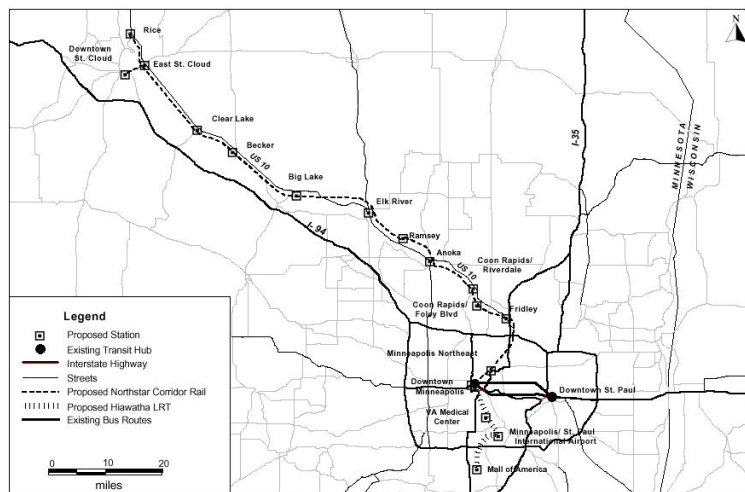 N
Rice
Downtown
St. Cloud
East St. Cloud
Clear Lake
Becker
US 10
Big Lake
I-35
MINNESOTA
WISCONSIN
Elk River
I- 94
Ramsey
Anoka
US 10
Coon Rapids/
Riverdale
Coon Rapids/
Foley Blvd
Fridley
Minneapolis Northeast
Downtown
Minneapolis
Downtown St. Paul
VA Medical
Center
Minneapolis/ St. Paul
International Airport
Mall of America
Legend
Proposed Station
Existing Transit Hub
Interstate Highway
Streets
Proposed Northstar Corridor Rail
Proposed Hiawatha LRT
Existing Bus Routes
0
10
20
miles